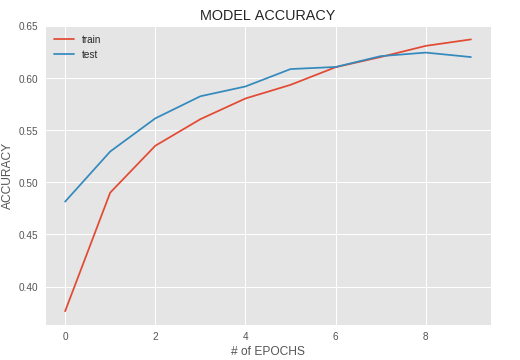 MODEL ACCURACY
train
test
0.65
0.60
0.55
0.50
0.45
0.40
ACCURACY
0
2
4
6
8
# of EPOCHS